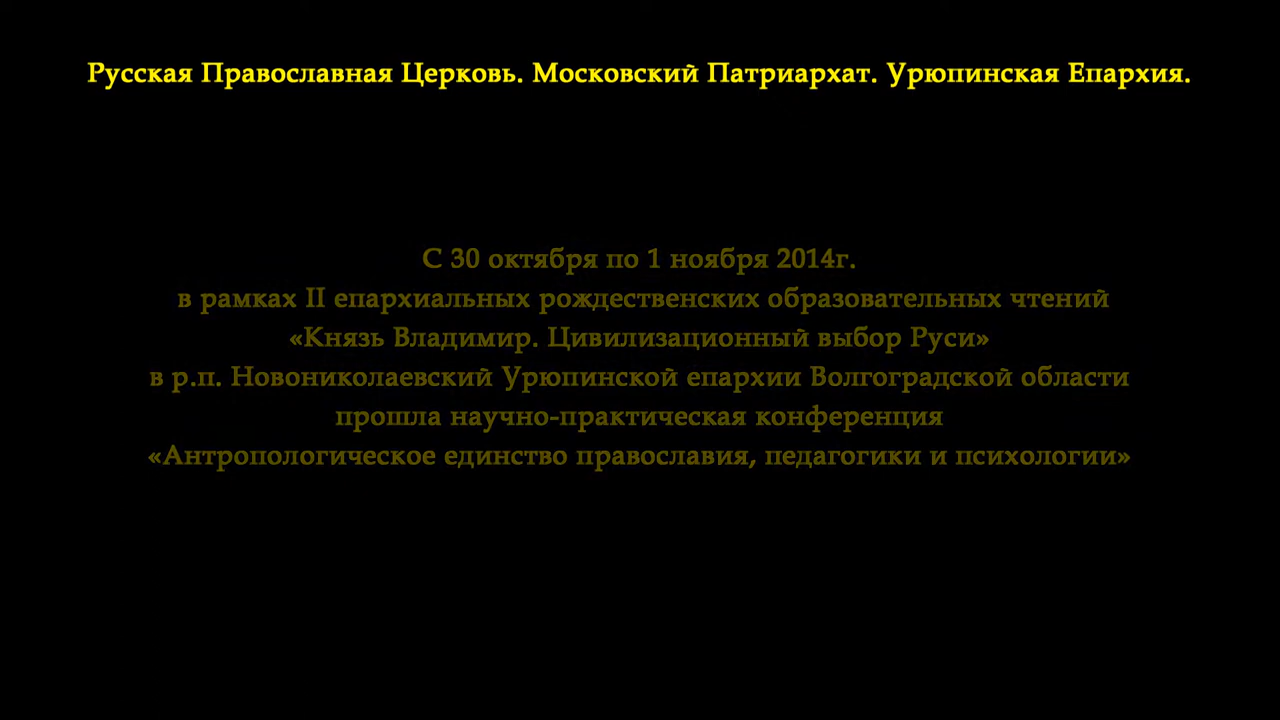 Русская Православная Церковь. Московский Патриархат. Урюпинская Епархия.
С 30 октября по 1 ноября 2014г.
в рамках II епархиальных рождественских образовательных чтений
«Князь Владимир. Цивилизационный выбор Руси»
в р.п. Новониколаевский Урюпинской епархии Волгоградской области
прошла научно-практическая конференция
«Антропологическое единство православия, педагогики и психологии»